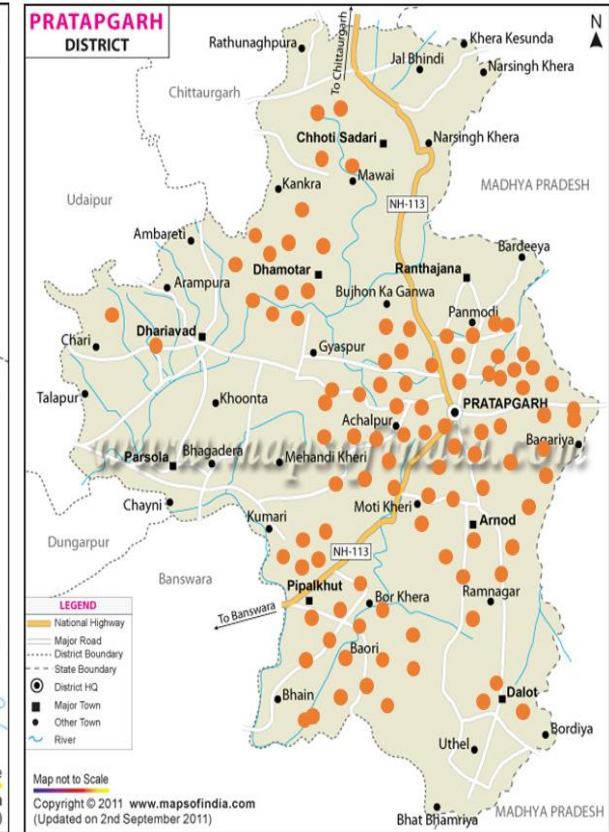 PRATAPGARH
DISTRICT
N
To Chittaurgarh
Rathunaghpura
Khera Kesunda
Jal Bhindi
Narsingh Khera
Chittaurgarh
Chhoti Sadari
Narsingh Khera
Mawai
Kankra
MADHYA PRADESH
NH-113
Udaipur
Ambareti
Bardeeya
Dhamotar
Ranthajana
Arampura
Bujhon Ka Ganwa
Panmodi
Dhariavad
Chari
Gyaspur
Talapur
Khoonta
PRATAPGARH
Achalpur
Bagariya
www.mapsofindia.com
Parsola
Bhagadera
Mehandi Kheri
Chayni
Moti Kheri
Kumari
Arnod
Dungarpur
NH-113
Banswara
Pipalkhut
Bor Khera
Ramnagar
To Banswara
Baori
LEGEND
National Highway
Major Road
District Boundary
State Boundary
District HQ
Major Town
Other Town
River
Bhain
Dalot
Bordiya
Uthel
Map not to Scale
Copyright © 2011 www.mapsofindia.com
(Updated on 2nd September 2011)
Bhat Bhamriya
MADHYA PRADESH